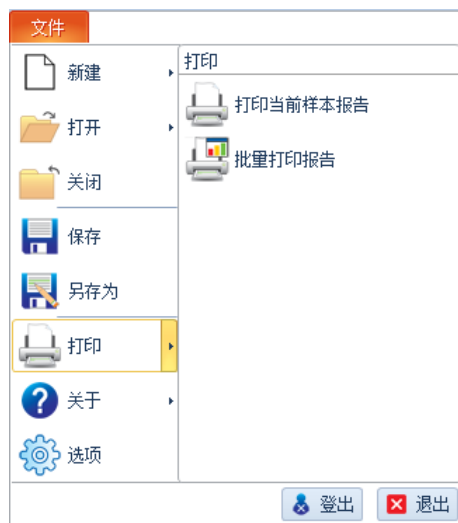 文件
新建
打开
关闭
保存
另存为
打印
关于
选项
打印
打印当前样本报告
批量打印报告
登出
退出